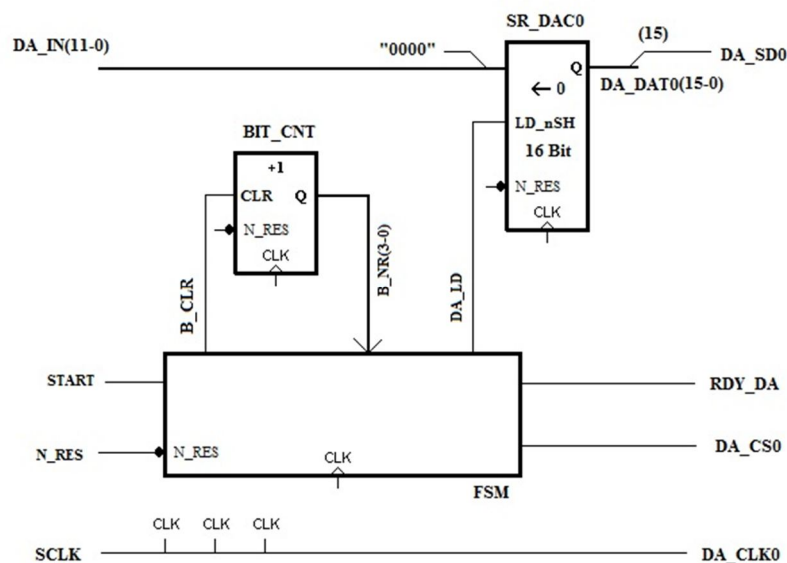 SR_DAC0
DA_IN(11-0)
"0000"
(15)
DA_SD0
Q
DA_DAT0(15-0)
← 0
LD_nSH
16 Bit
N_RES
CLK
BIT_CNT
+1
CLR Q
N_RES
CLK
B_CLR
B_NR(3-0)
DA_LD
START
RDY_DA
N_RES
N_RES
CLK
DA_CS0
FSM
CLK CLK CLK
SCLK
DA_CLK0